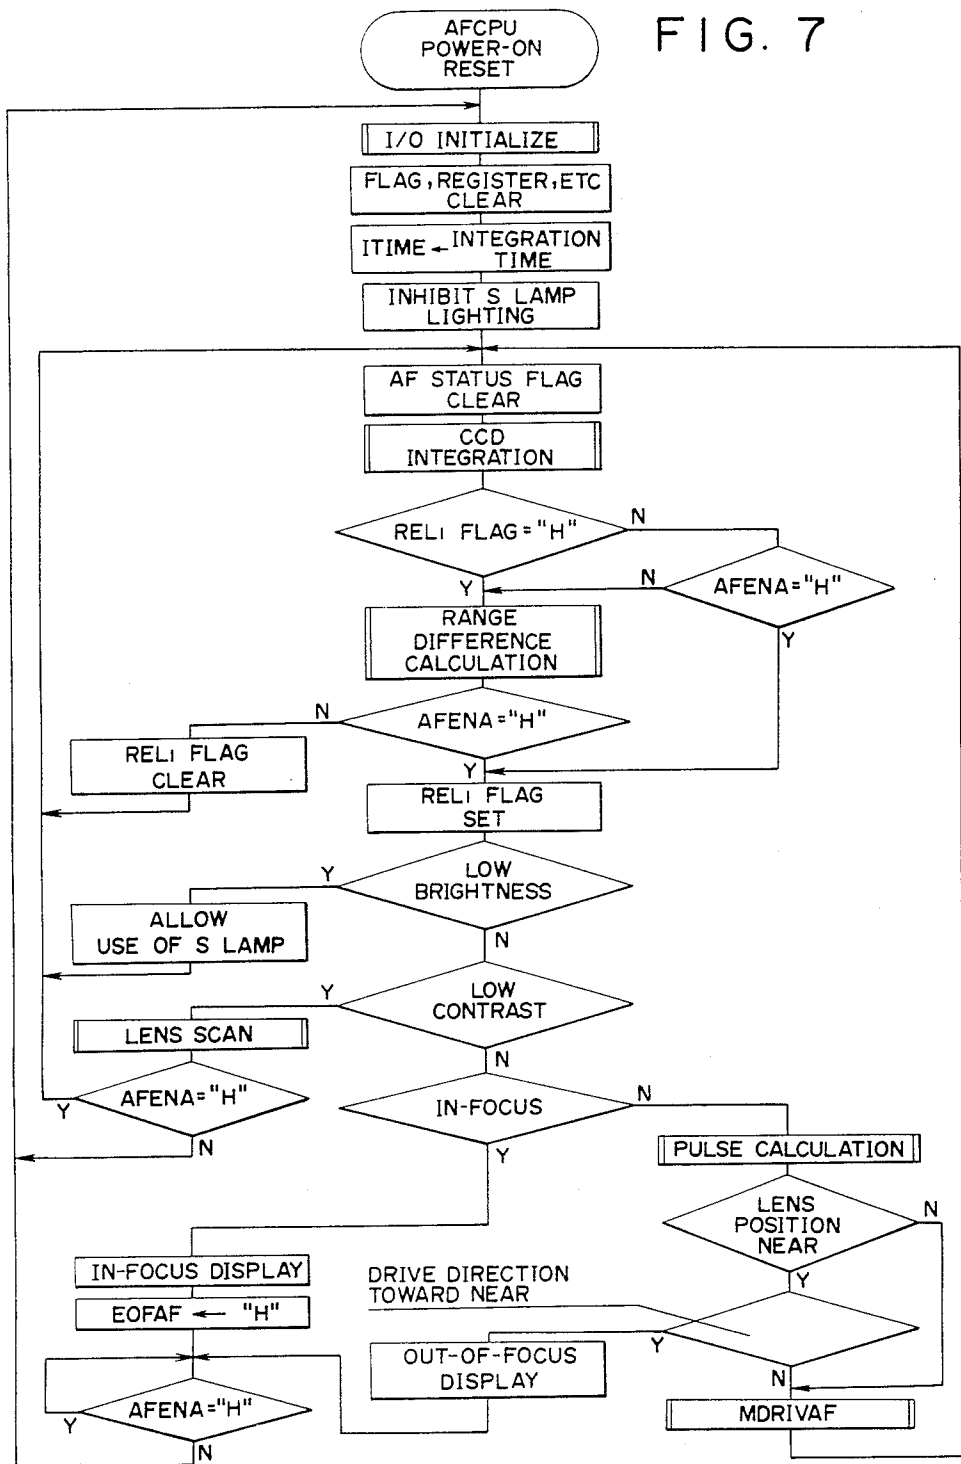 FIG. 7
AFCPU
POWER-ON
RESET
I/O INITIALIZE
FLAG, REGISTER, ETC
CLEAR
ITIME ← INTEGRATION
TIME
INHIBIT S LAMP
LIGHTING
AF STATUS FLAG
CLEAR
CCD
INTEGRATION
REL1 FLAG="H"
N
Y
AFENA="H"
N
Y
RANGE
DIFFERENCE
CALCULATION
AFENA="H"
N
Y
REL1 FLAG
CLEAR
REL1 FLAG
SET
LOW
BRIGHTNESS
Y
N
ALLOW
USE OF S LAMP
LOW
CONTRAST
Y
N
LENS SCAN
AFENA="H"
Y
N
IN-FOCUS
N
Y
PULSE CALCULATION
LENS
POSITION
NEAR
N
Y
IN-FOCUS DISPLAY
EOFAF ← "H"
DRIVE DIRECTION
TOWARD NEAR
Y
N
OUT-OF-FOCUS
DISPLAY
AFENA="H"
Y
N
MDRIVAF